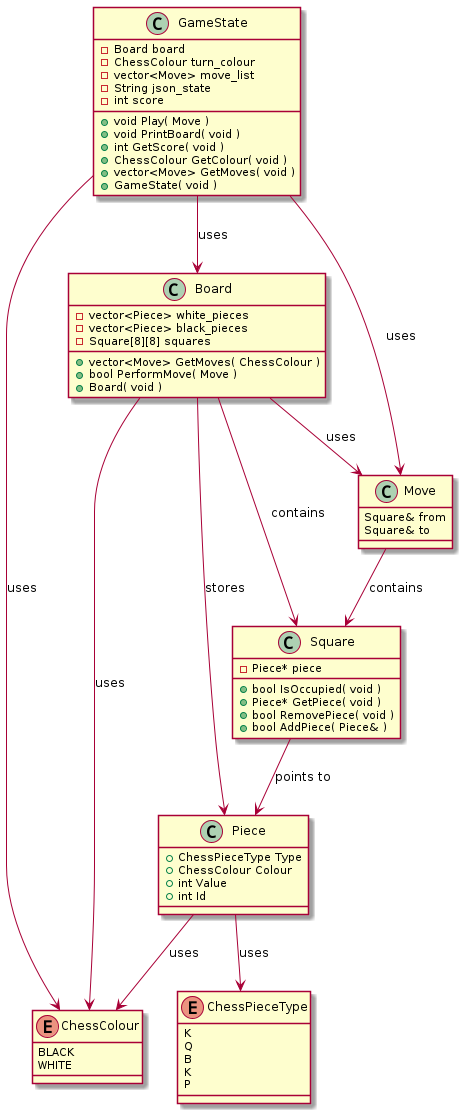 C GameState
Board board
ChessColour turn_colour
vector<Move> move_list
String json_state
int score
void Play( Move )
void PrintBoard( void )
int GetScore( void )
ChessColour GetColour( void )
vector<Move> GetMoves( void )
GameState( void )
uses
C Board
vector<Piece> white_pieces
vector<Piece> black_pieces
Square[8][8] squares
vector<Move> GetMoves( ChessColour )
bool PerformMove( Move )
Board( void )
uses
uses
C Move
Square& from
Square& to
contains
uses
stores
contains
C Square
Piece* piece
bool IsOccupied( void )
Piece* GetPiece( void )
bool RemovePiece( void )
bool AddPiece( Piece& )
uses
points to
C Piece
ChessPieceType Type
ChessColour Colour
int Value
int Id
uses
uses
E ChessColour
BLACK
WHITE
E ChessPieceType
K
Q
B
K
P